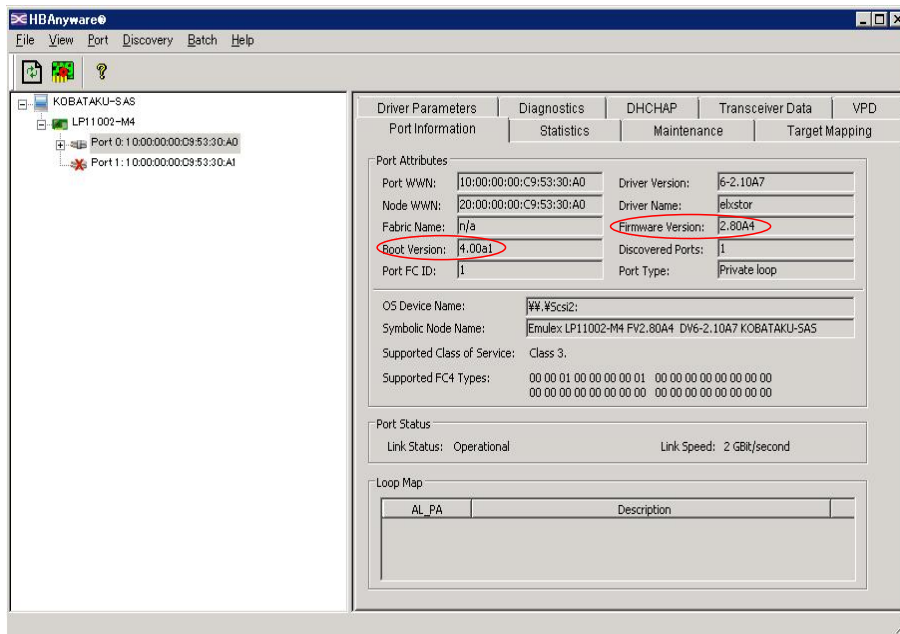 HBAnyware®
File View Port Discovery Batch Help
KOBATAKU-SAS
LP11002-M4
Port 0: 10:00:00:00:C9:53:30:A0
Port 1: 10:00:00:00:C9:53:30:A1
Driver Parameters Diagnostics DHCHAP Transceiver Data VPD
Port Information Statistics Maintenance Target Mapping
Port Attributes
Port WWN: 10:00:00:00:C9:53:30:A0 Driver Version: 6-2.10A7
Node WWN: 20:00:00:00:C9:53:30:A0 Driver Name: elxstor
Fabric Name: n/a Firmware Version: 2.80A4
Boot Version: 4.00a1 Discovered Ports: 1
Port FC ID: 1 Port Type: Private loop
OS Device Name: ¥¥.¥Scsi2:
Symbolic Node Name: Emulex LP11002-M4 FV2.80A4 DV6-2.10A7 KOBATAKU-SAS
Supported Class of Service: Class 3.
Supported FC4 Types: 00 00 01 00 00 00 00 01 00 00 00 00 00 00 00 00
00 00 00 00 00 00 00 00 00 00 00 00 00 00 00 00
Port Status
Link Status: Operational Link Speed: 2 GBit/second
Loop Map
AL_PA Description